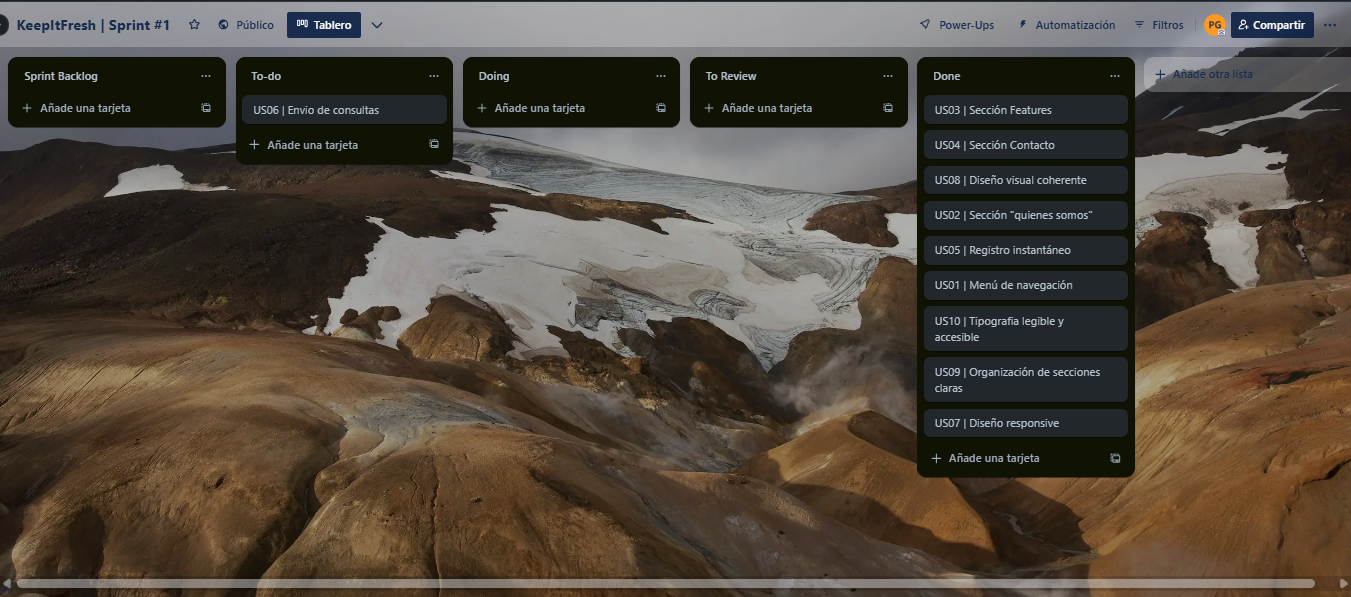 KeepItFresh | Sprint #1
Público
Tablero
Power-Ups
Automatización
Filtros
PG
Compartir
Sprint Backlog
Añade una tarjeta
To-do
US06 | Envio de consultas
Añade una tarjeta
Doing
Añade una tarjeta
To Review
Añade una tarjeta
Done
US03 | Sección Features
US04 | Sección Contacto
US08 | Diseño visual coherente
US02 | Sección "quienes somos"
US05 | Registro instantáneo
US01 | Menú de navegación
US10 | Tipografia legible y
accesible
US09 | Organización de secciones
claras
US07 | Diseño responsive
Añade una tarjeta
Añade otra lista